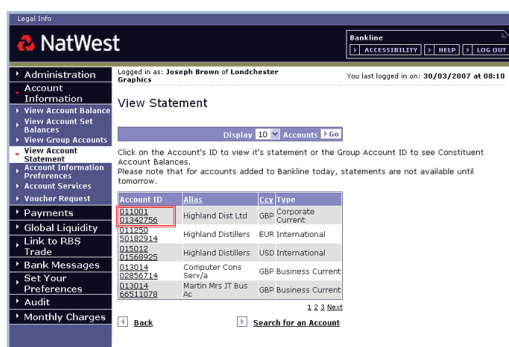 Legal Info
NatWest
Bankline
ACCESSIBILITY HELP LOG OUT
Administration
Account
Information
View Account Balance
View Account Set
Balances
View Group Accounts
View Account
Statement
Account Information
Preferences
Account Services
Voucher Request
Payments
Global Liquidity
Link to RBS
Trade
Bank Messages
Set Your
Preferences
Audit
Monthly Charges
Logged in as: Joseph Brown of Londchester
Graphics
You last logged in on: 30/03/2007 at 08:10
View Statement
Display 10 Accounts Go
Click on the Account's ID to view it's statement or the Group Account ID to see Constituent
Account Balances.
Please note that for accounts added to Bankline today, statements are not available until
tomorrow.
Account ID Alias Ccy Type
011001
01342756 Highland Dist Ltd GBP Corporate
Current
011250
50182914 Highland Distillers EUR International
015012
01568925 Highland Distillers USD International
013014
02856714 Computer Cons
Serv/a GBP Business Current
013014
66511078 Martin Mrs JT Bus
Ac GBP Business Current
1 2 3 Next
Back Search for an Account